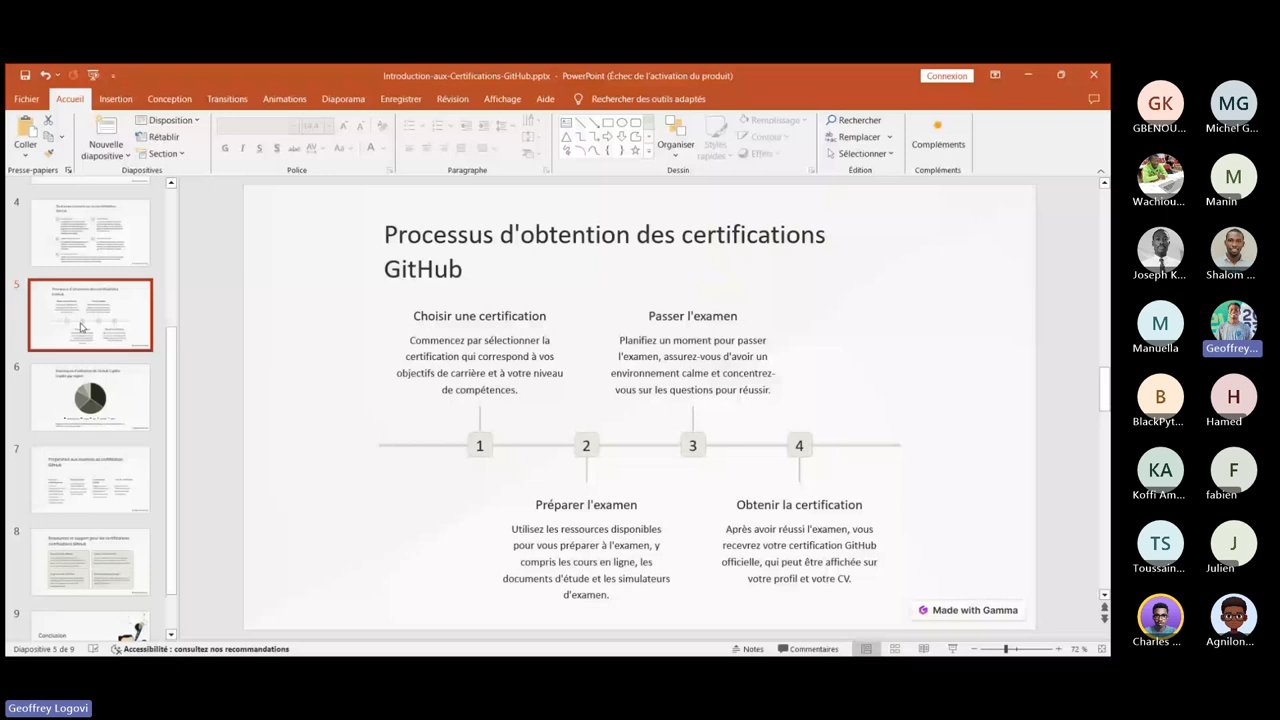 Introduction-aux-Certifications-GitHub.pptx - PowerPoint (Échec de l'activation du produit)
Connexion
Fichier Accueil Insertion Conception Transitions Animations Diaporama Enregistrer Révision Affichage Aide Rechercher des outils adaptés
Coller
Nouvelle
diapositive
Disposition
Rétablir
Section
G I S
Organiser
Styles
rapides
Remplissage
Contour
Effets
Rechercher
Remplacer
Sélectionner
Compléments
Presse-papiers Diapositives Police Paragraphe Dessin Édition Compléments
4
5
6
7
8
9
Conclusion
Processus d'obtention des certifications
GitHub
Choisir une certification
Commencez par sélectionner la
certification qui correspond à vos
objectifs de carrière et à votre niveau
de compétences.
Passer l'examen
Planifiez un moment pour passer
l'examen, assurez-vous d'avoir un
environnement calme et concentrez-
vous sur les questions pour réussir.
1 2 3 4
Préparer l'examen
Utilisez les ressources disponibles
pour vous préparer à l'examen, y
compris les cours en ligne, les
documents d'étude et les simulateurs
d'examen.
Obtenir la certification
Après avoir réussi l'examen, vous
recevrez votre certification GitHub
officielle, qui peut être affichée sur
votre profil et votre CV.
Made with Gamma
Diapositive 5 de 9 Accessibilité : consultez nos recommandations Notes Commentaires 72 %
GK MG
GBENOU... Michel G...
M
Wachiou... Manin
Joseph K... Shalom ...
M
Manuella Geoffrey...
B H
BlackPyt... Hamed
KA F
Koffi Am... fabien
TS J
Toussain... Julien
Charles ... Agnilon...
Geoffrey Logovi